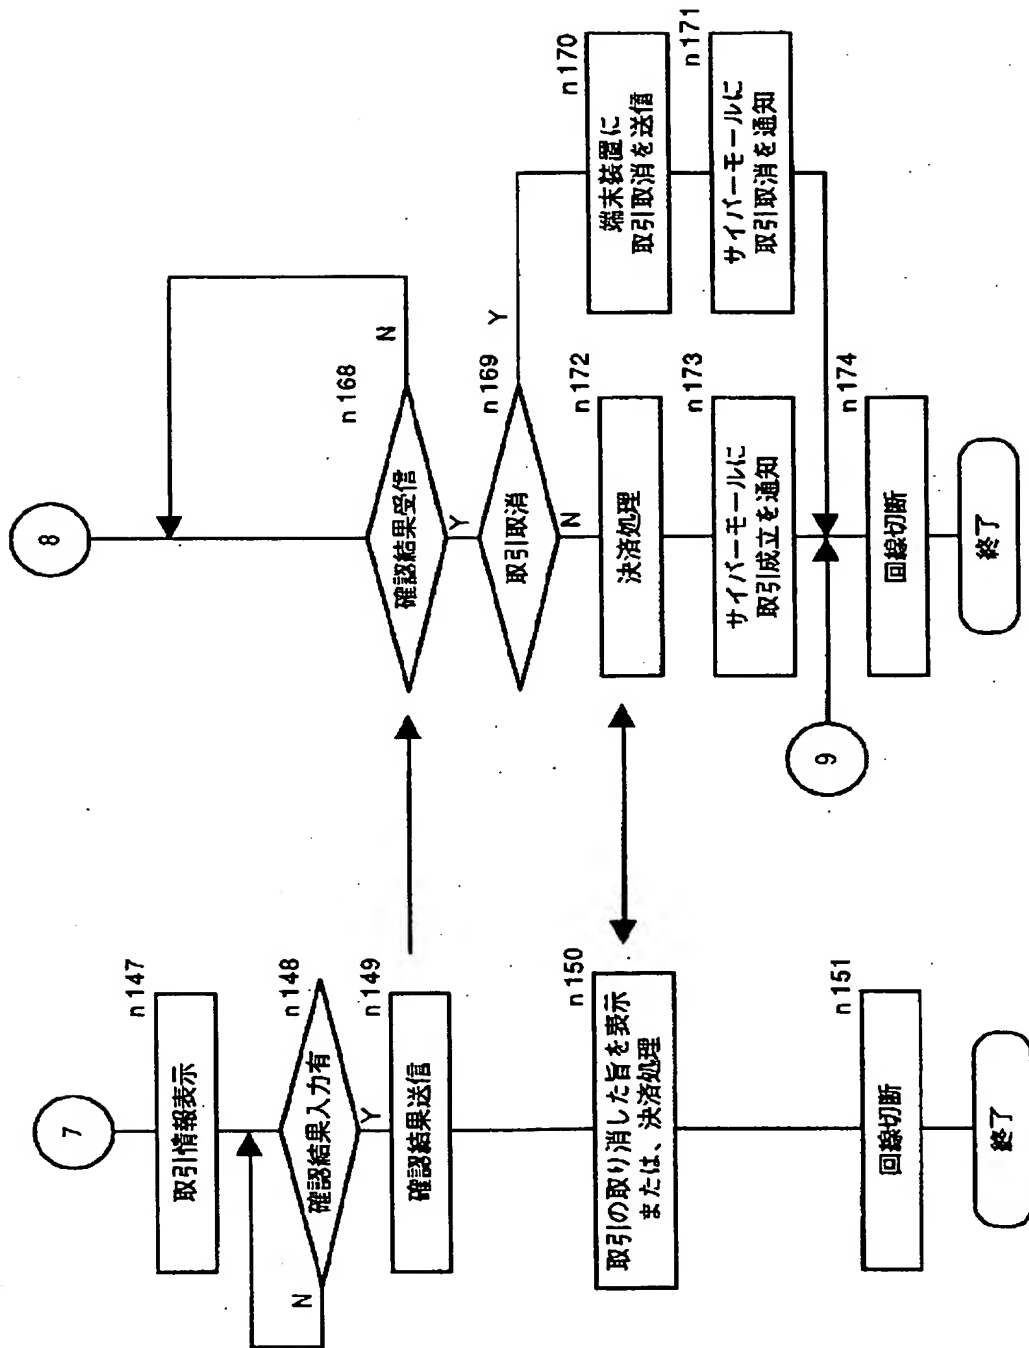 7
n147
取引情報表示
n148
確認結果入力有
N
Y
n149
確認結果送信
n150
取引の取り消した旨を表示
または、決済処理
n151
回線切断
終了
8
n168
確認結果受信
N
Y
n169
取引取消
Y
N
n170
端末装置に
取引取消を送信
n171
サイバーモールに
取引取消を通知
n172
決済処理
n173
サイバーモールに
取引成立を通知
9
n174
回線切断
終了